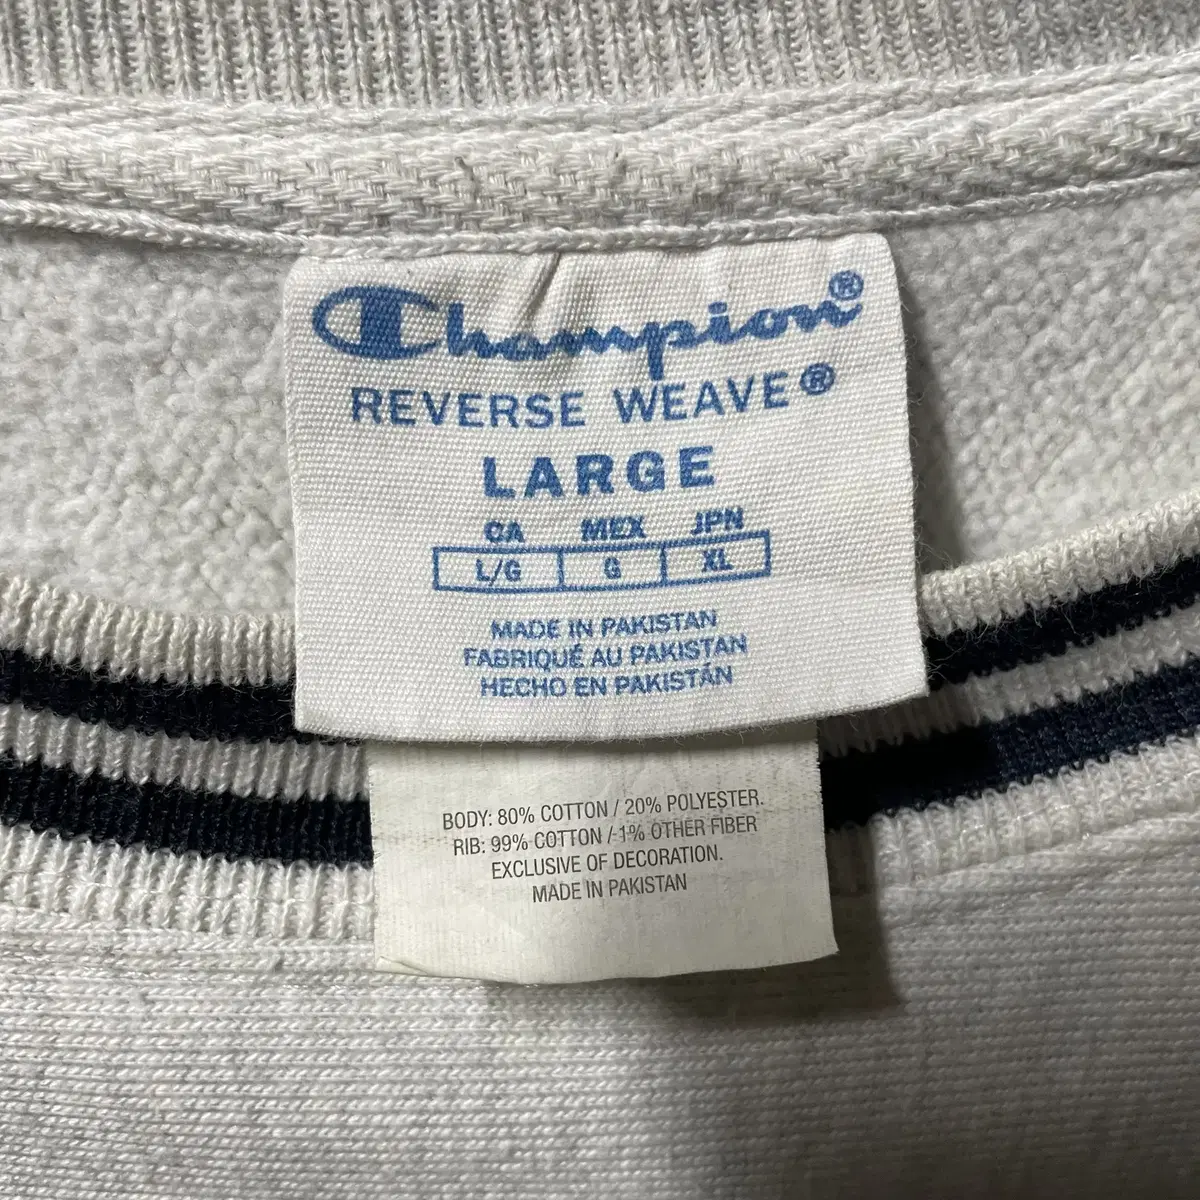 Champion®
REVERSE WEAVE®
LARGE
CA MEX JPN
L/G G XL
MADE IN PAKISTAN
FABRIQUÉ AU PAKISTAN
HECHO EN PAKISTÁN
BODY: 80% COTTON / 20% POLYESTER.
RIB: 99% COTTON / 1% OTHER FIBER
EXCLUSIVE OF DECORATION.
MADE IN PAKISTAN